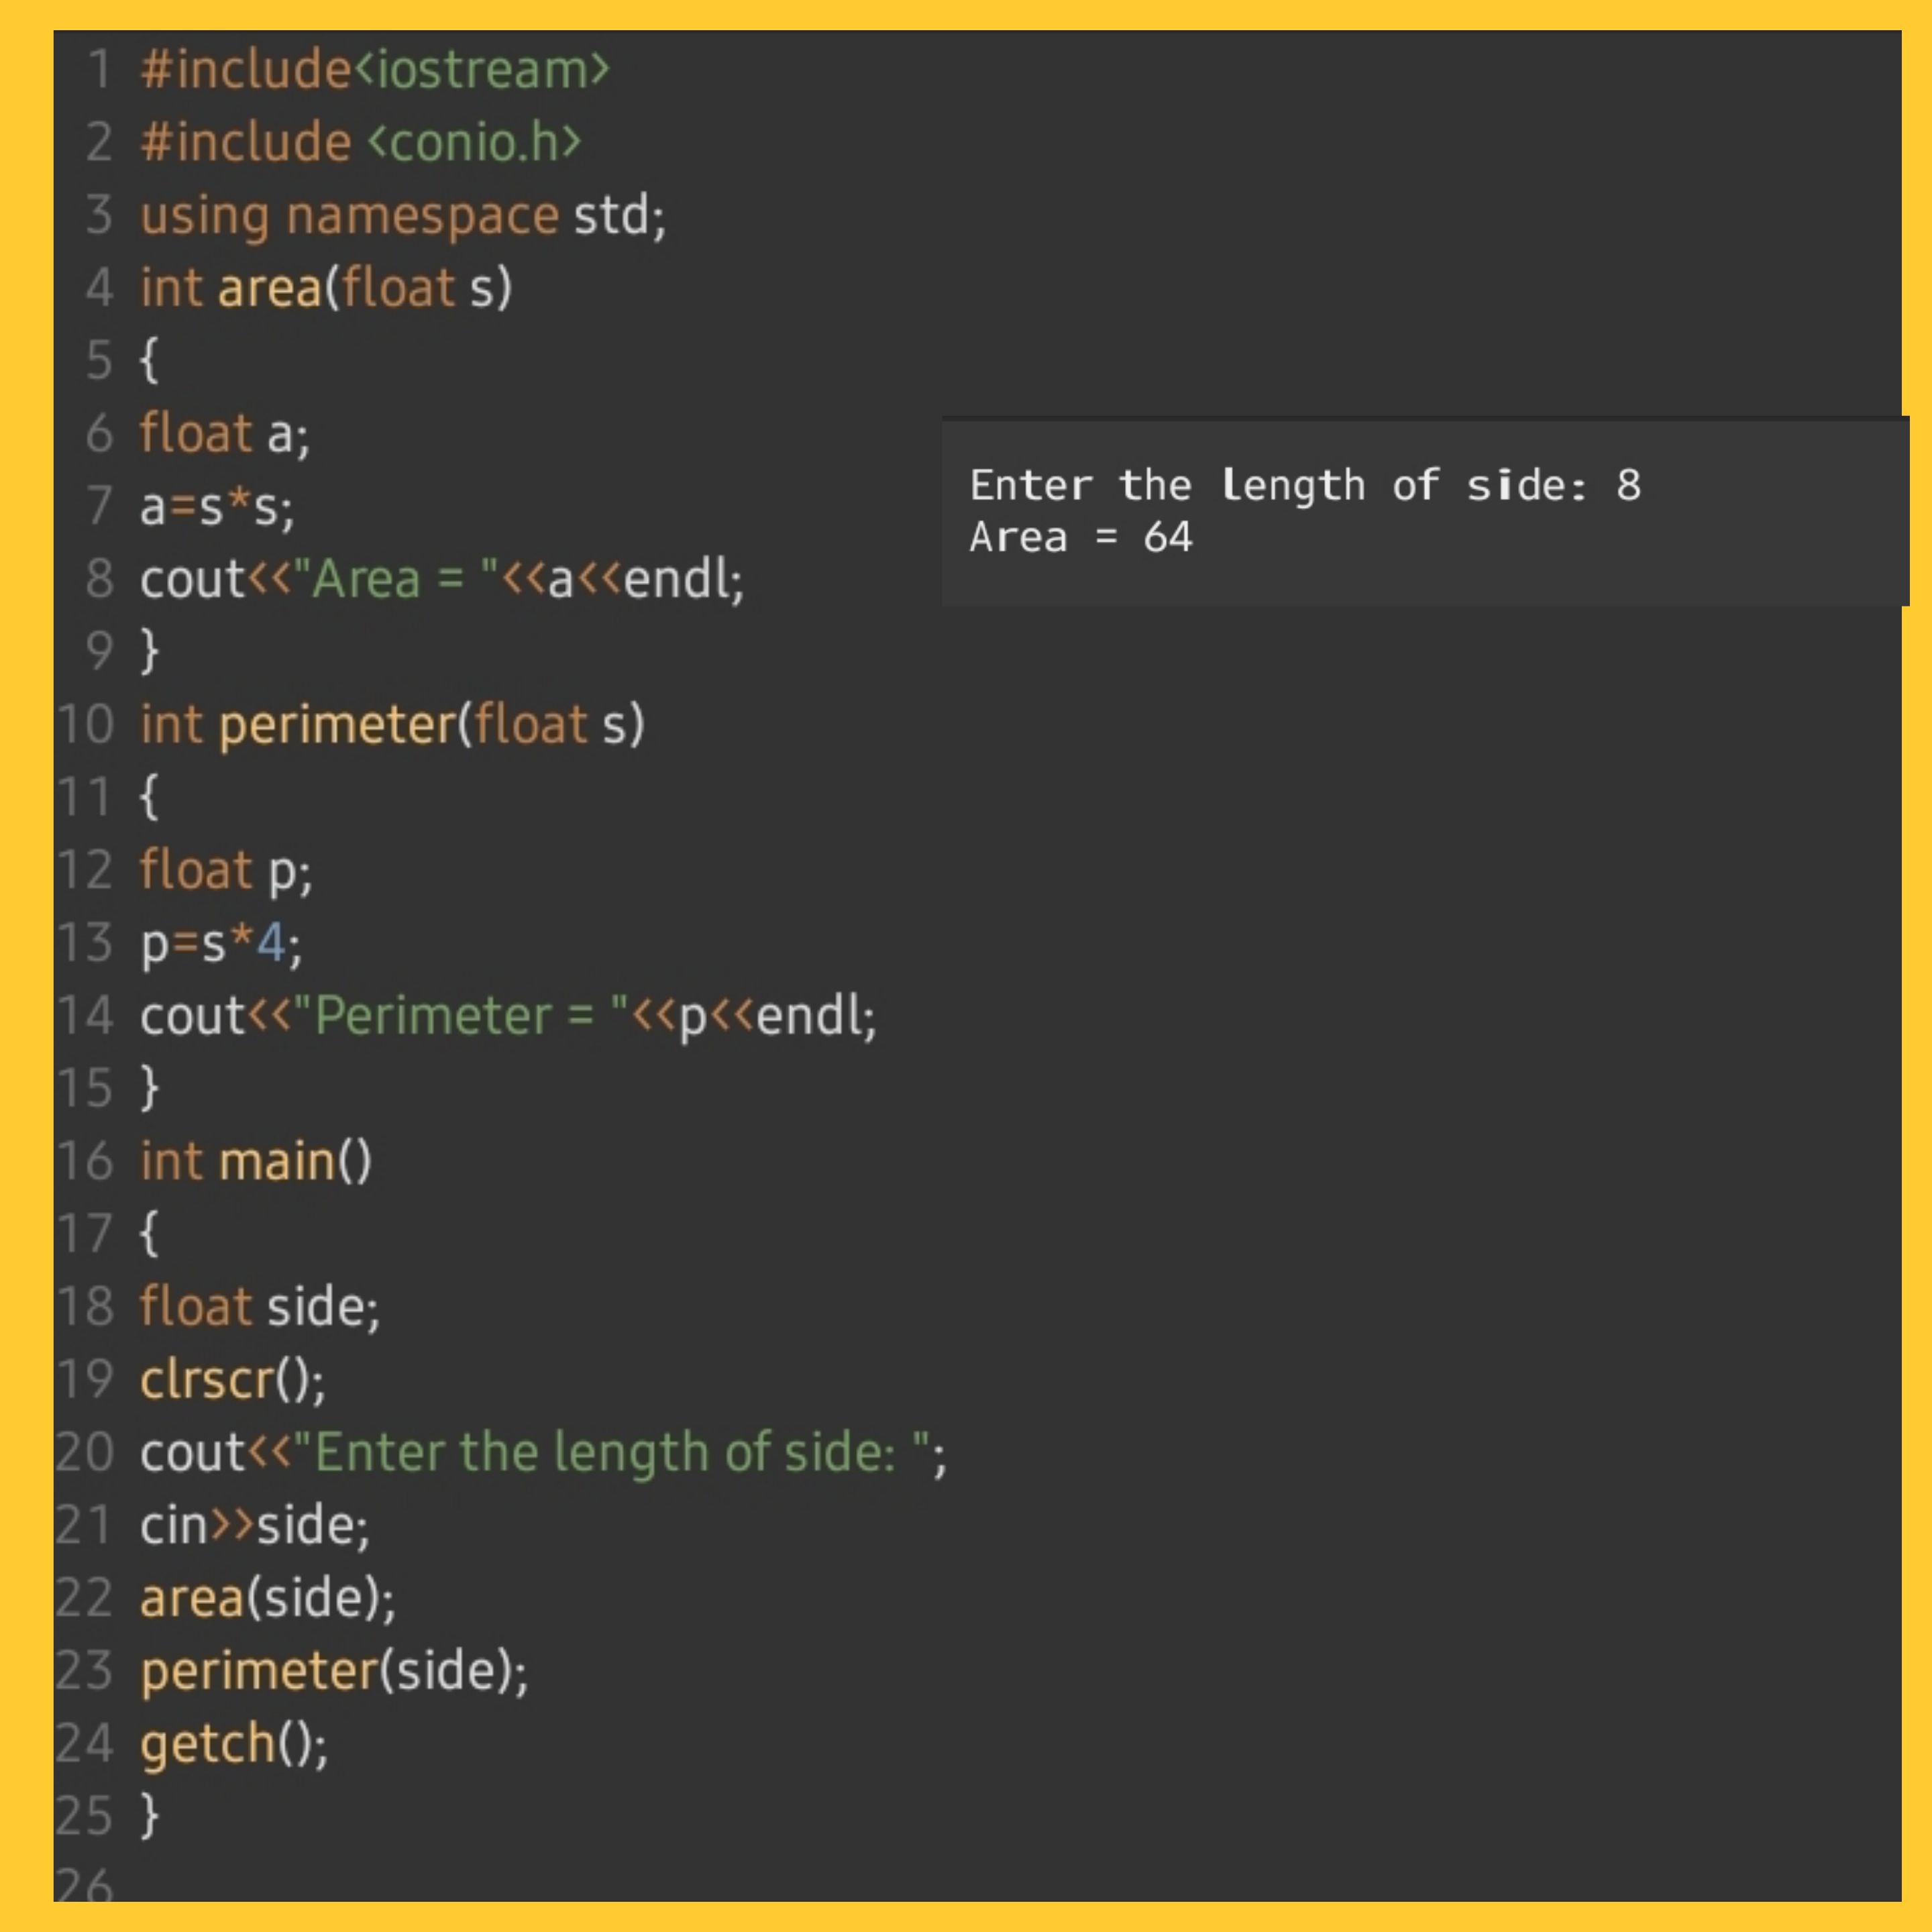 1 #include<iostream>
2 #include <conio.h>
3 using namespace std;
4 int area(float s)
5 {
6 float a;
7 a=s*s;
8 cout<<"Area = "<<a<<endl;
9 }
10 int perimeter(float s)
11 {
12 float p;
13 p=s*4;
14 cout<<"Perimeter = "<<p<<endl;
15 }
16 int main()
17 {
18 float side;
19 clrscr();
20 cout<<"Enter the length of side: ";
21 cin>>side;
22 area(side);
23 perimeter(side);
24 getch();
25 }
26
Enter the length of side: 8
Area = 64